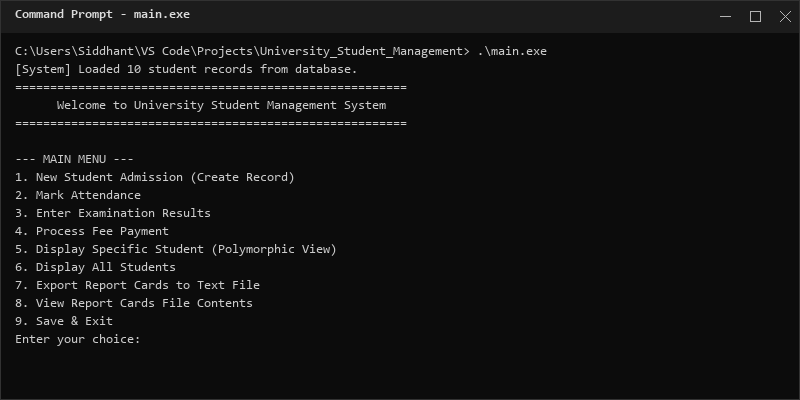 Command Prompt - main.exe
C:\Users\Siddhant\VS Code\Projects\University_Student_Management> .\main.exe
[System] Loaded 10 student records from database.
========================================================
      Welcome to University Student Management System
========================================================
--- MAIN MENU ---
1. New Student Admission (Create Record)
2. Mark Attendance
3. Enter Examination Results
4. Process Fee Payment
5. Display Specific Student (Polymorphic View)
6. Display All Students
7. Export Report Cards to Text File
8. View Report Cards File Contents
9. Save & Exit
Enter your choice: